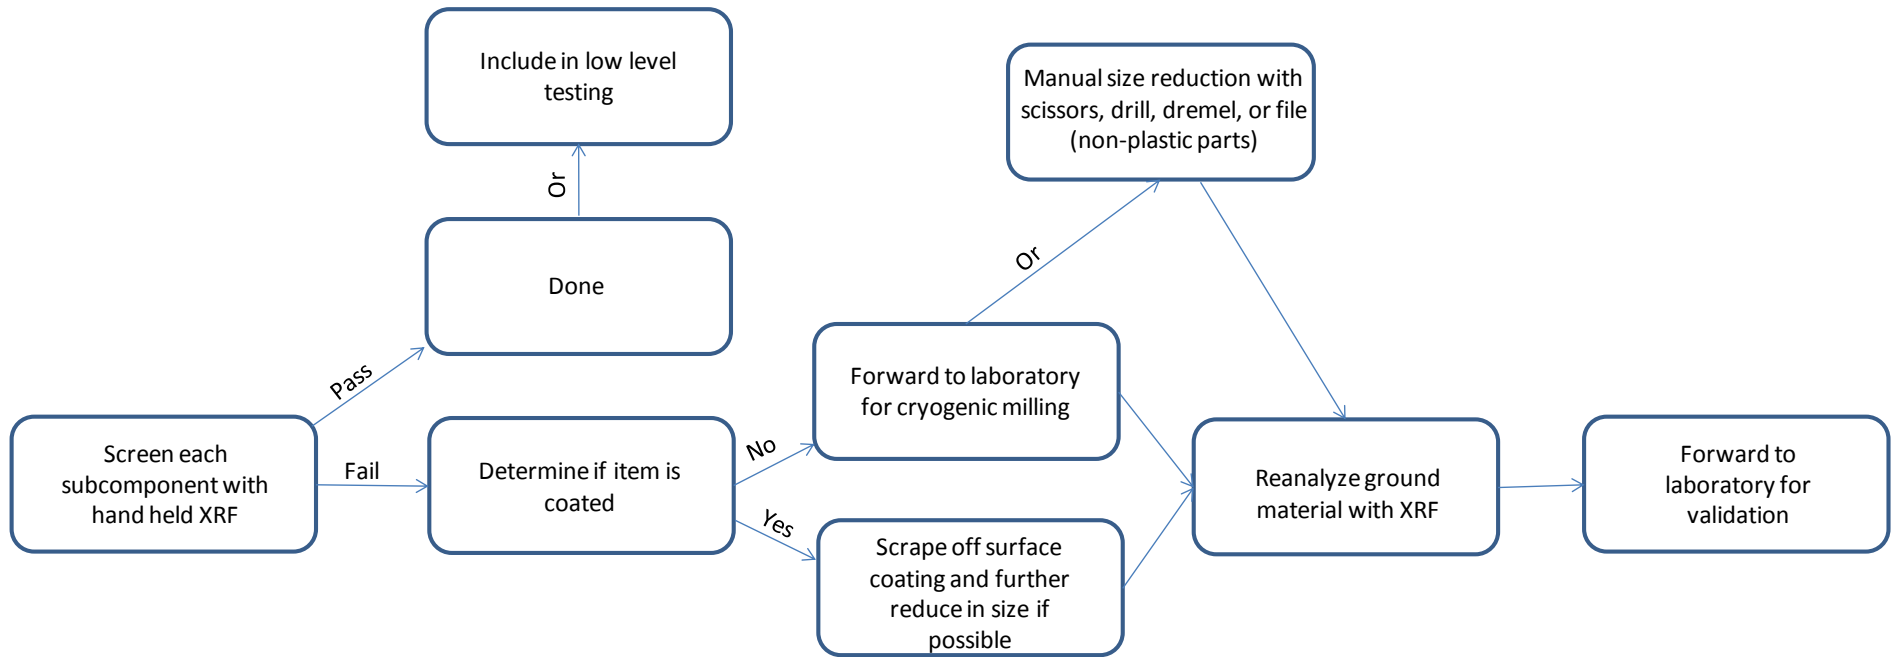 Include in low level
testing
Or
Done
Pass
Screen each
subcomponent with
hand held XRF
Fail
Determine if item is
coated
No
Yes
Forward to laboratory
for cryogenic milling
Or
Manual size reduction with
scissors, drill, dremel, or file
(non-plastic parts)
Scrape off surface
coating and further
reduce in size if
possible
Reanalyze ground
material with XRF
Forward to
laboratory for
validation